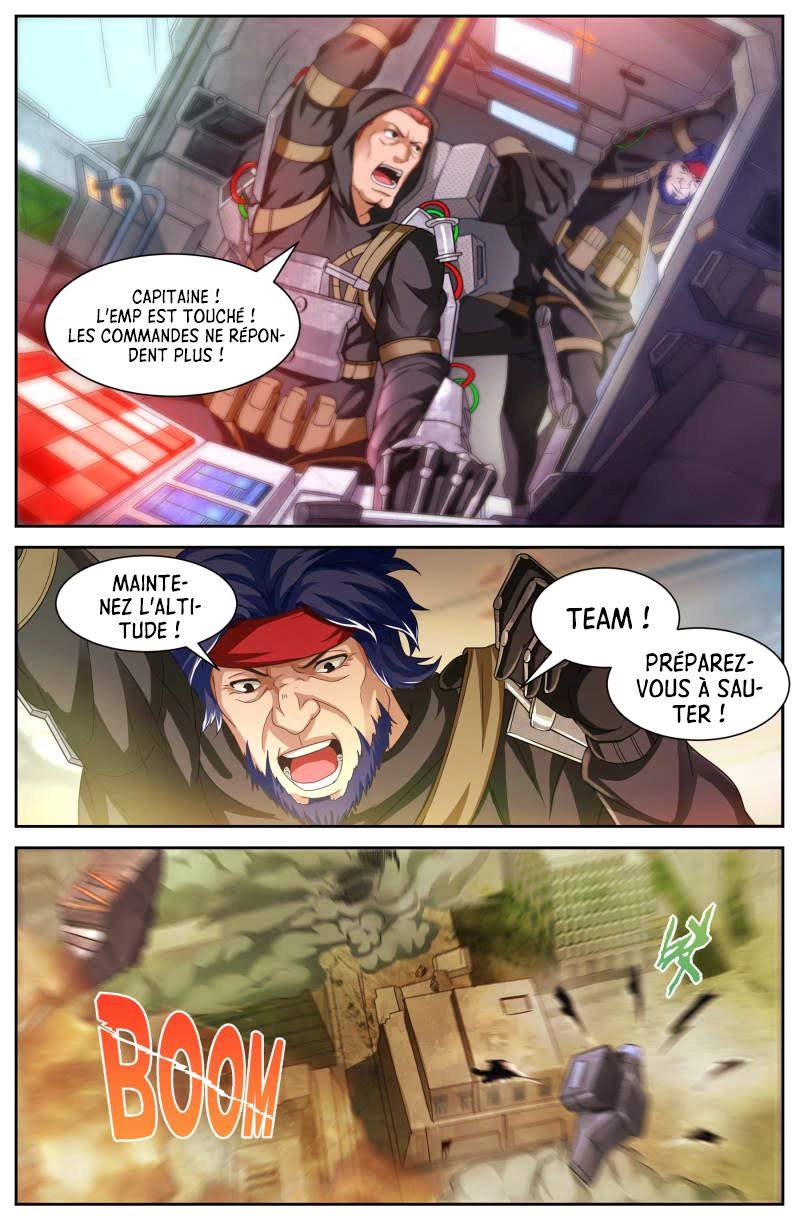 CAPITAINE !
L'EMP EST TOUCHÉ !
LES COMMANDES NE RÉPON-
DENT PLUS !
MAINTE-
NEZ L'ALTI-
TUDE !
TEAM !
PRÉPAREZ-
VOUS À SAU-
TER !
BOOM